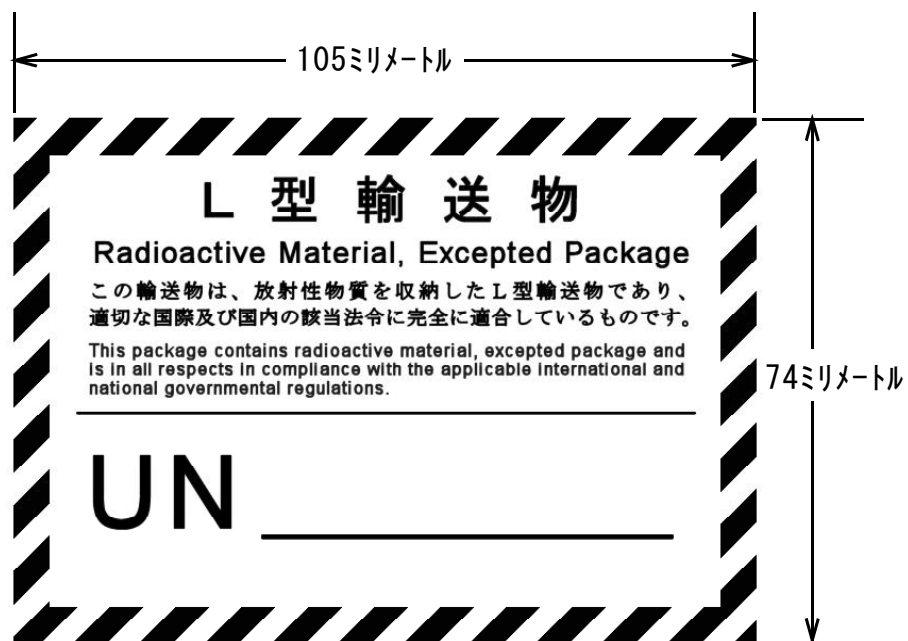 105ミリメートル
L 型 輸 送 物
Radioactive Material, Excepted Package
この輸送物は、放射性物質を収納したL型輸送物であり、
適切な国際及び国内の該当法令に完全に適合しているものです。
This package contains radioactive material, excepted package and
is in all respects in compliance with the applicable international and
national governmental regulations.
74ミリメートル
UN